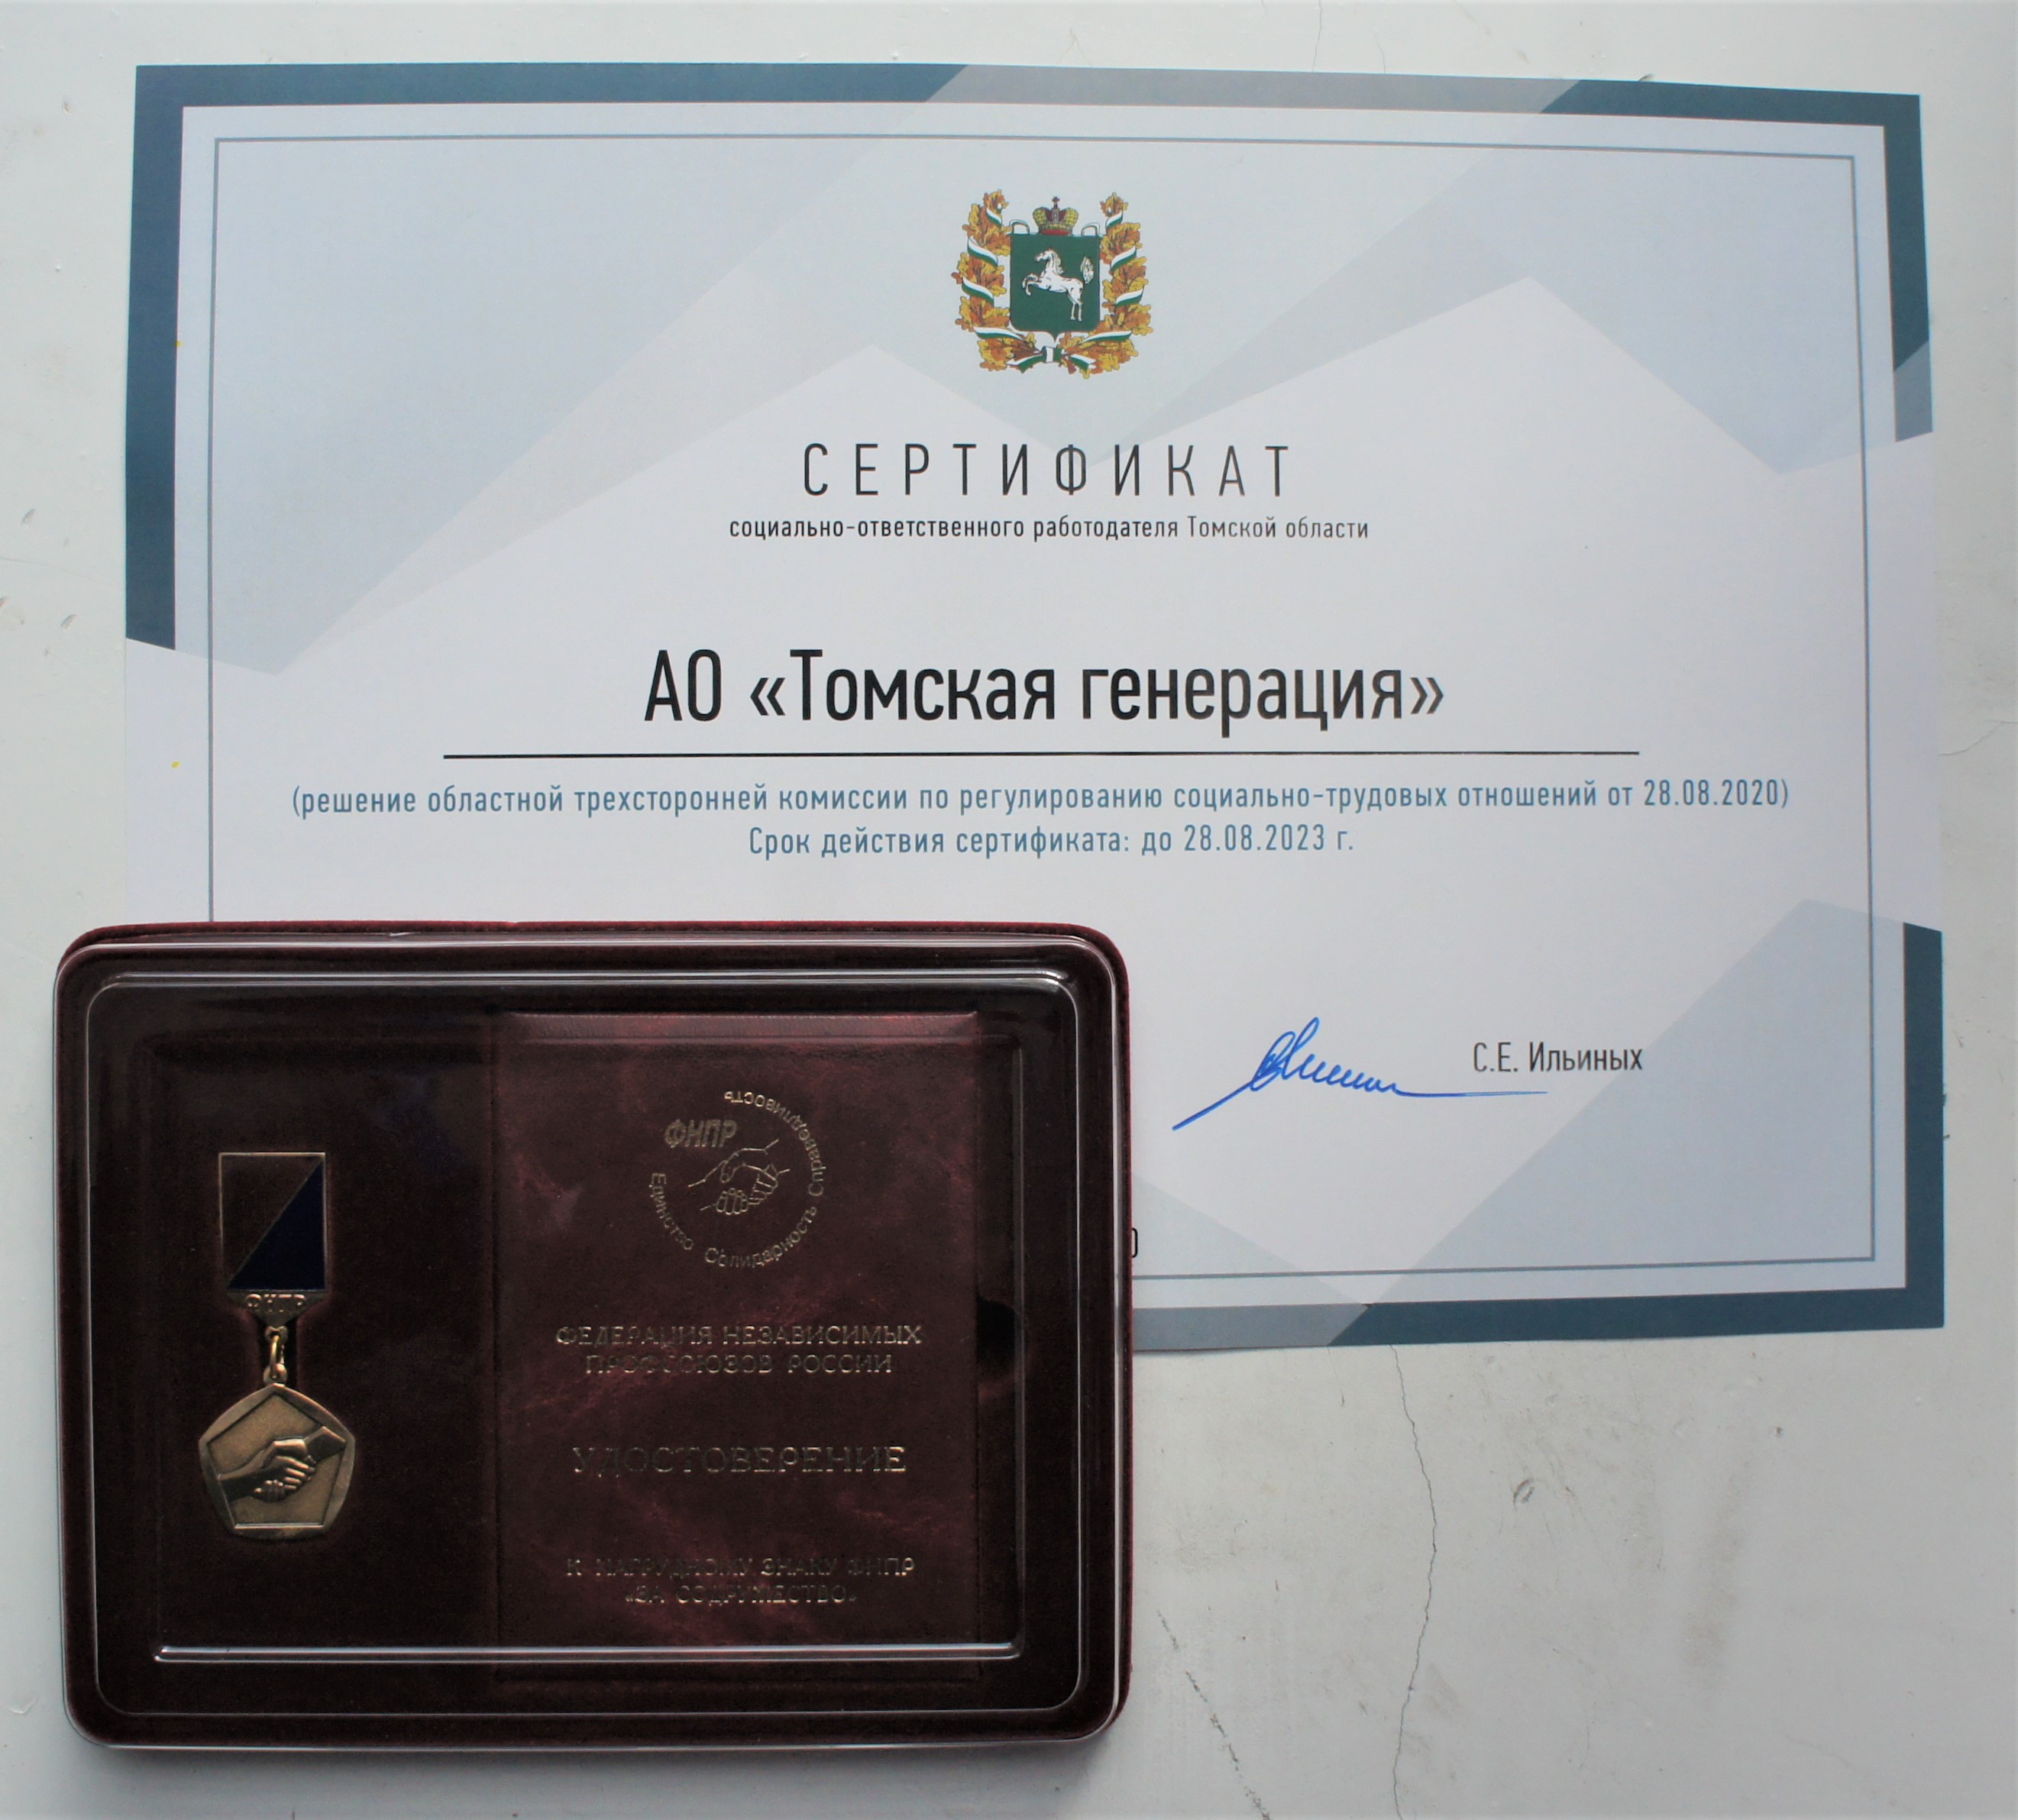 СЕРТИФИКАТ
социально-ответственного работодателя Томской области
АО «Томская генерация»
(решение областной трехсторонней комиссии по регулированию социально-трудовых отношений от 28.08.2020)
Срок действия сертификата: до 28.08.2023 г.
С.Е. Ильиных
ФНПР
Единство Солидарность Справедливость
ФЕДЕРАЦИЯ НЕЗАВИСИМЫХ
ПРОФСОЮЗОВ РОССИИ
УДОСТОВЕРЕНИЕ
К НАГРУДНОМУ ЗНАКУ ФНПР
«ЗА СОДРУЖЕСТВО»
ФНПР